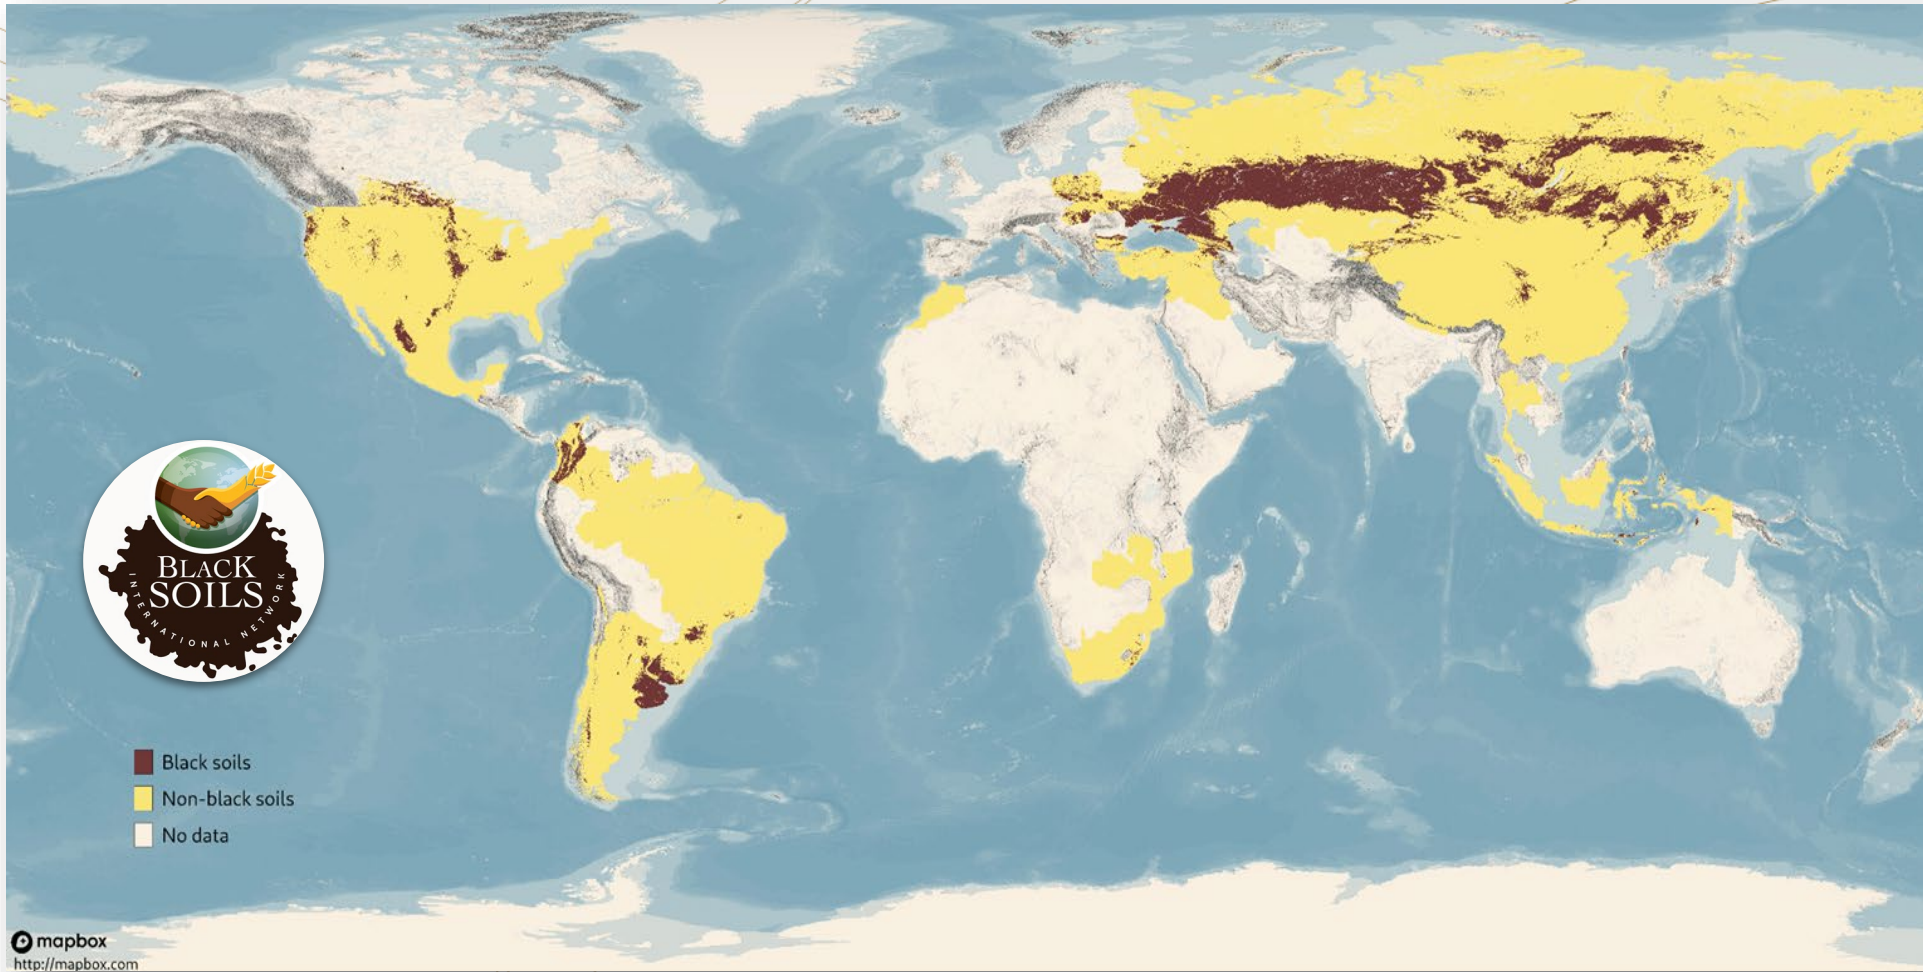 BLACK
SOILS
INTERNATIONAL NETWORK
Black soils
Non-black soils
No data
mapbox
http://mapbox.com